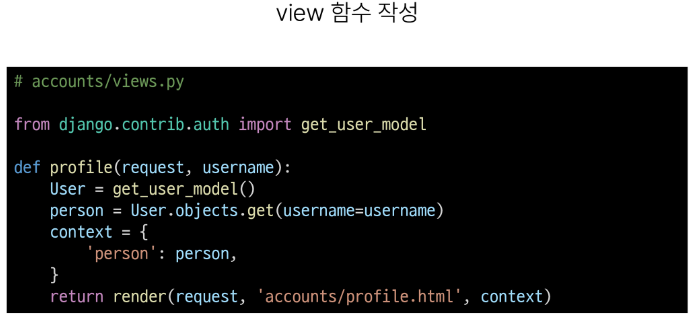 view 함수 작성
# accounts/views.py
from django.contrib.auth import get_user_model
def profile(request, username):
    User = get_user_model()
    person = User.objects.get(username=username)
    context = {
        'person': person,
    }
    return render(request, 'accounts/profile.html', context)